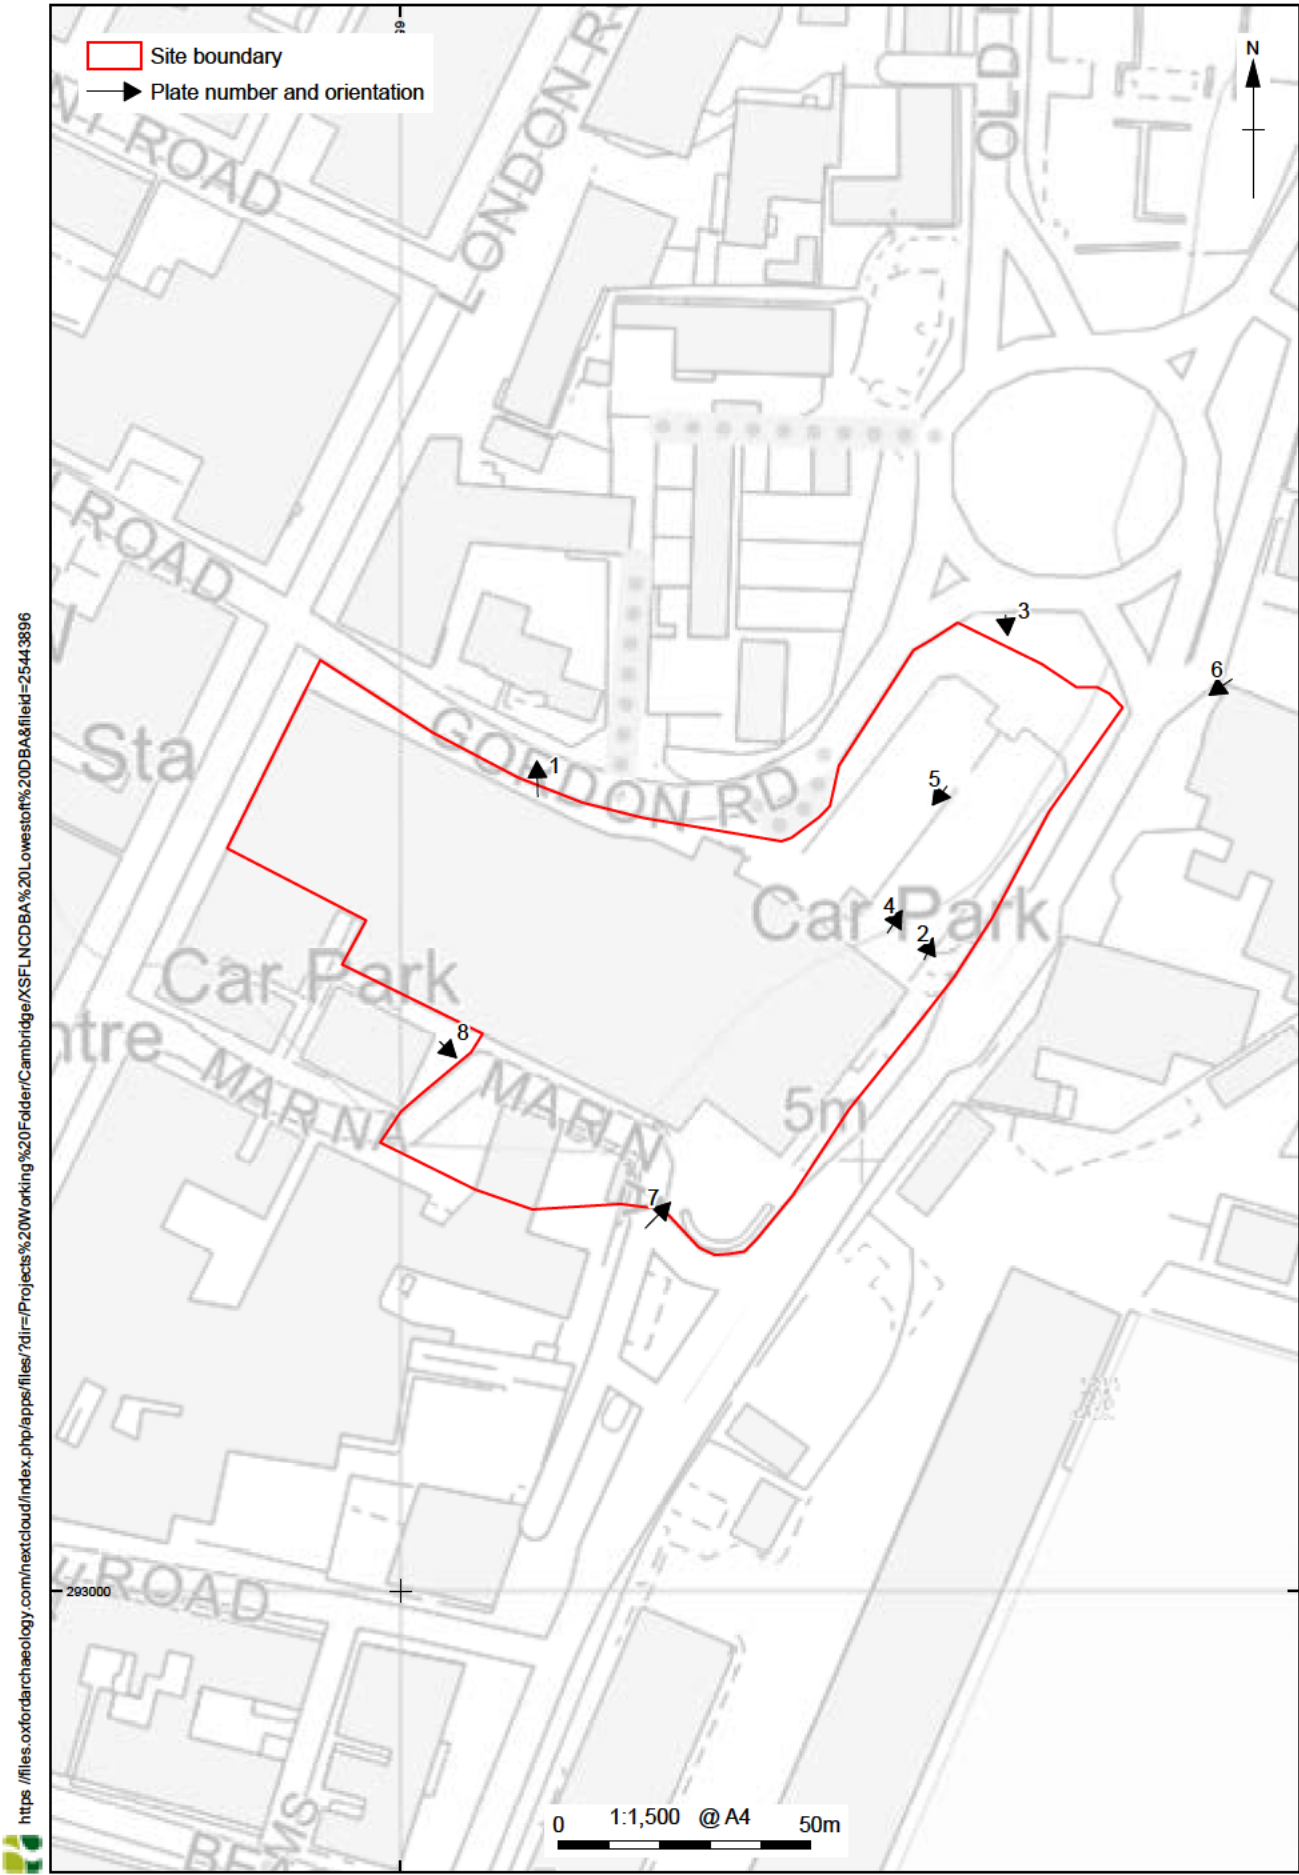 Site boundary
Plate number and orientation
N
ROAD
LONDON R
OLD
ROAD
3
6
Sta
GORDON RD
1
5
Car Park
4
2
Car Park
8
ntre
MARINA
MARIN
5m
7
293000
ROAD
BEA
MS
0 1:1,500 @ A4 50m
https //files.oxfordarchaeology.com/nextcloud/index.php/apps/files/?dir=/Projects%20Working%20Folder/Cambridge/XSFLNCDBA%20Lowestoft%20DBA&fileid=25443896